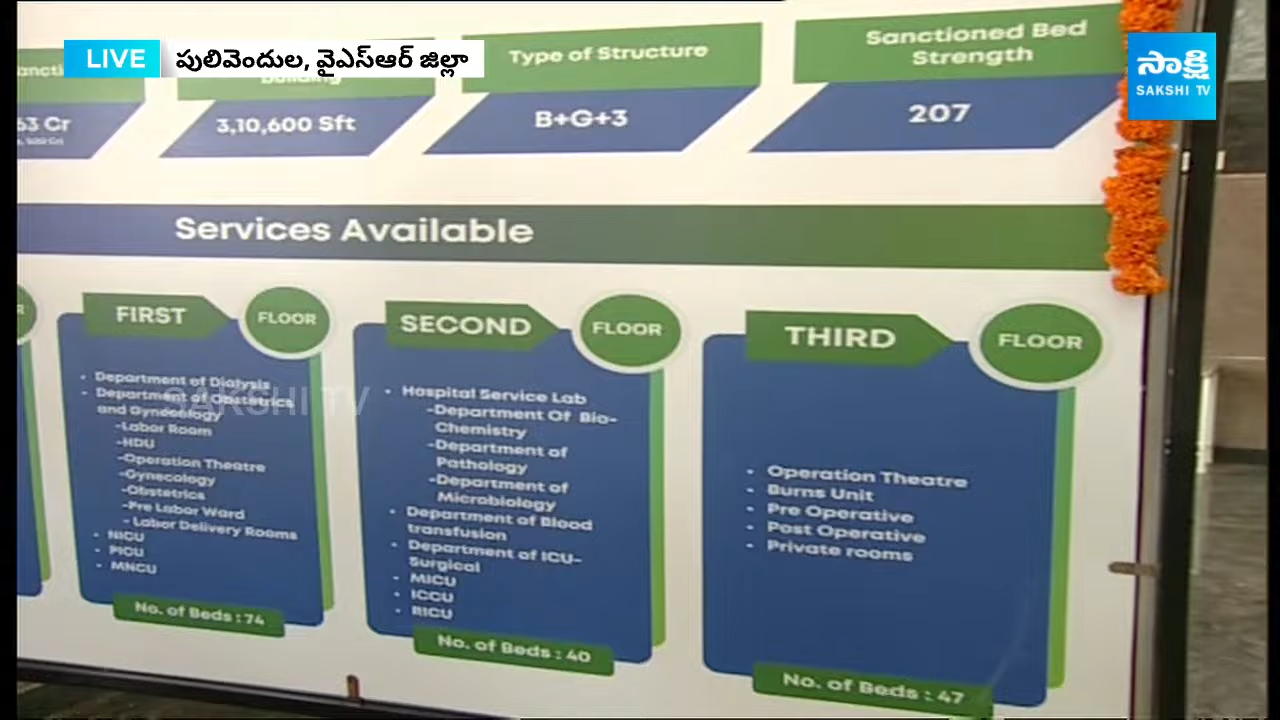 LIVE
పులివెందుల, వైఎస్ఆర్ జిల్లా
సాక్షి
SAKSHI TV
Type of Structure
Sanctioned Bed
Strength
63 Cr
3,10,600 Sft
B+G+3
207
Services Available
FIRST
FLOOR
SECOND
FLOOR
THIRD
FLOOR
• Department of Dialysis
• Department of Obstetrics
and Gynecology
-Labor Room
-HDU
-Operation Theatre
-Gynecology
-Obstetrics
-Pre Labor Ward
- Labor Delivery Rooms
• NICU
• PICU
• MNCU
No. of Beds : 74
• Hospital Service Lab
-Department Of Bio-
Chemistry
-Department of
Pathology
-Department of
Microbiology
• Department of Blood
transfusion
• Department of ICU-
Surgical
• MICU
• ICCU
• RICU
No. of Beds : 40
• Operation Theatre
• Burns Unit
• Pre Operative
• Post Operative
• Private rooms
No. of Beds : 47
SAKSHI TV